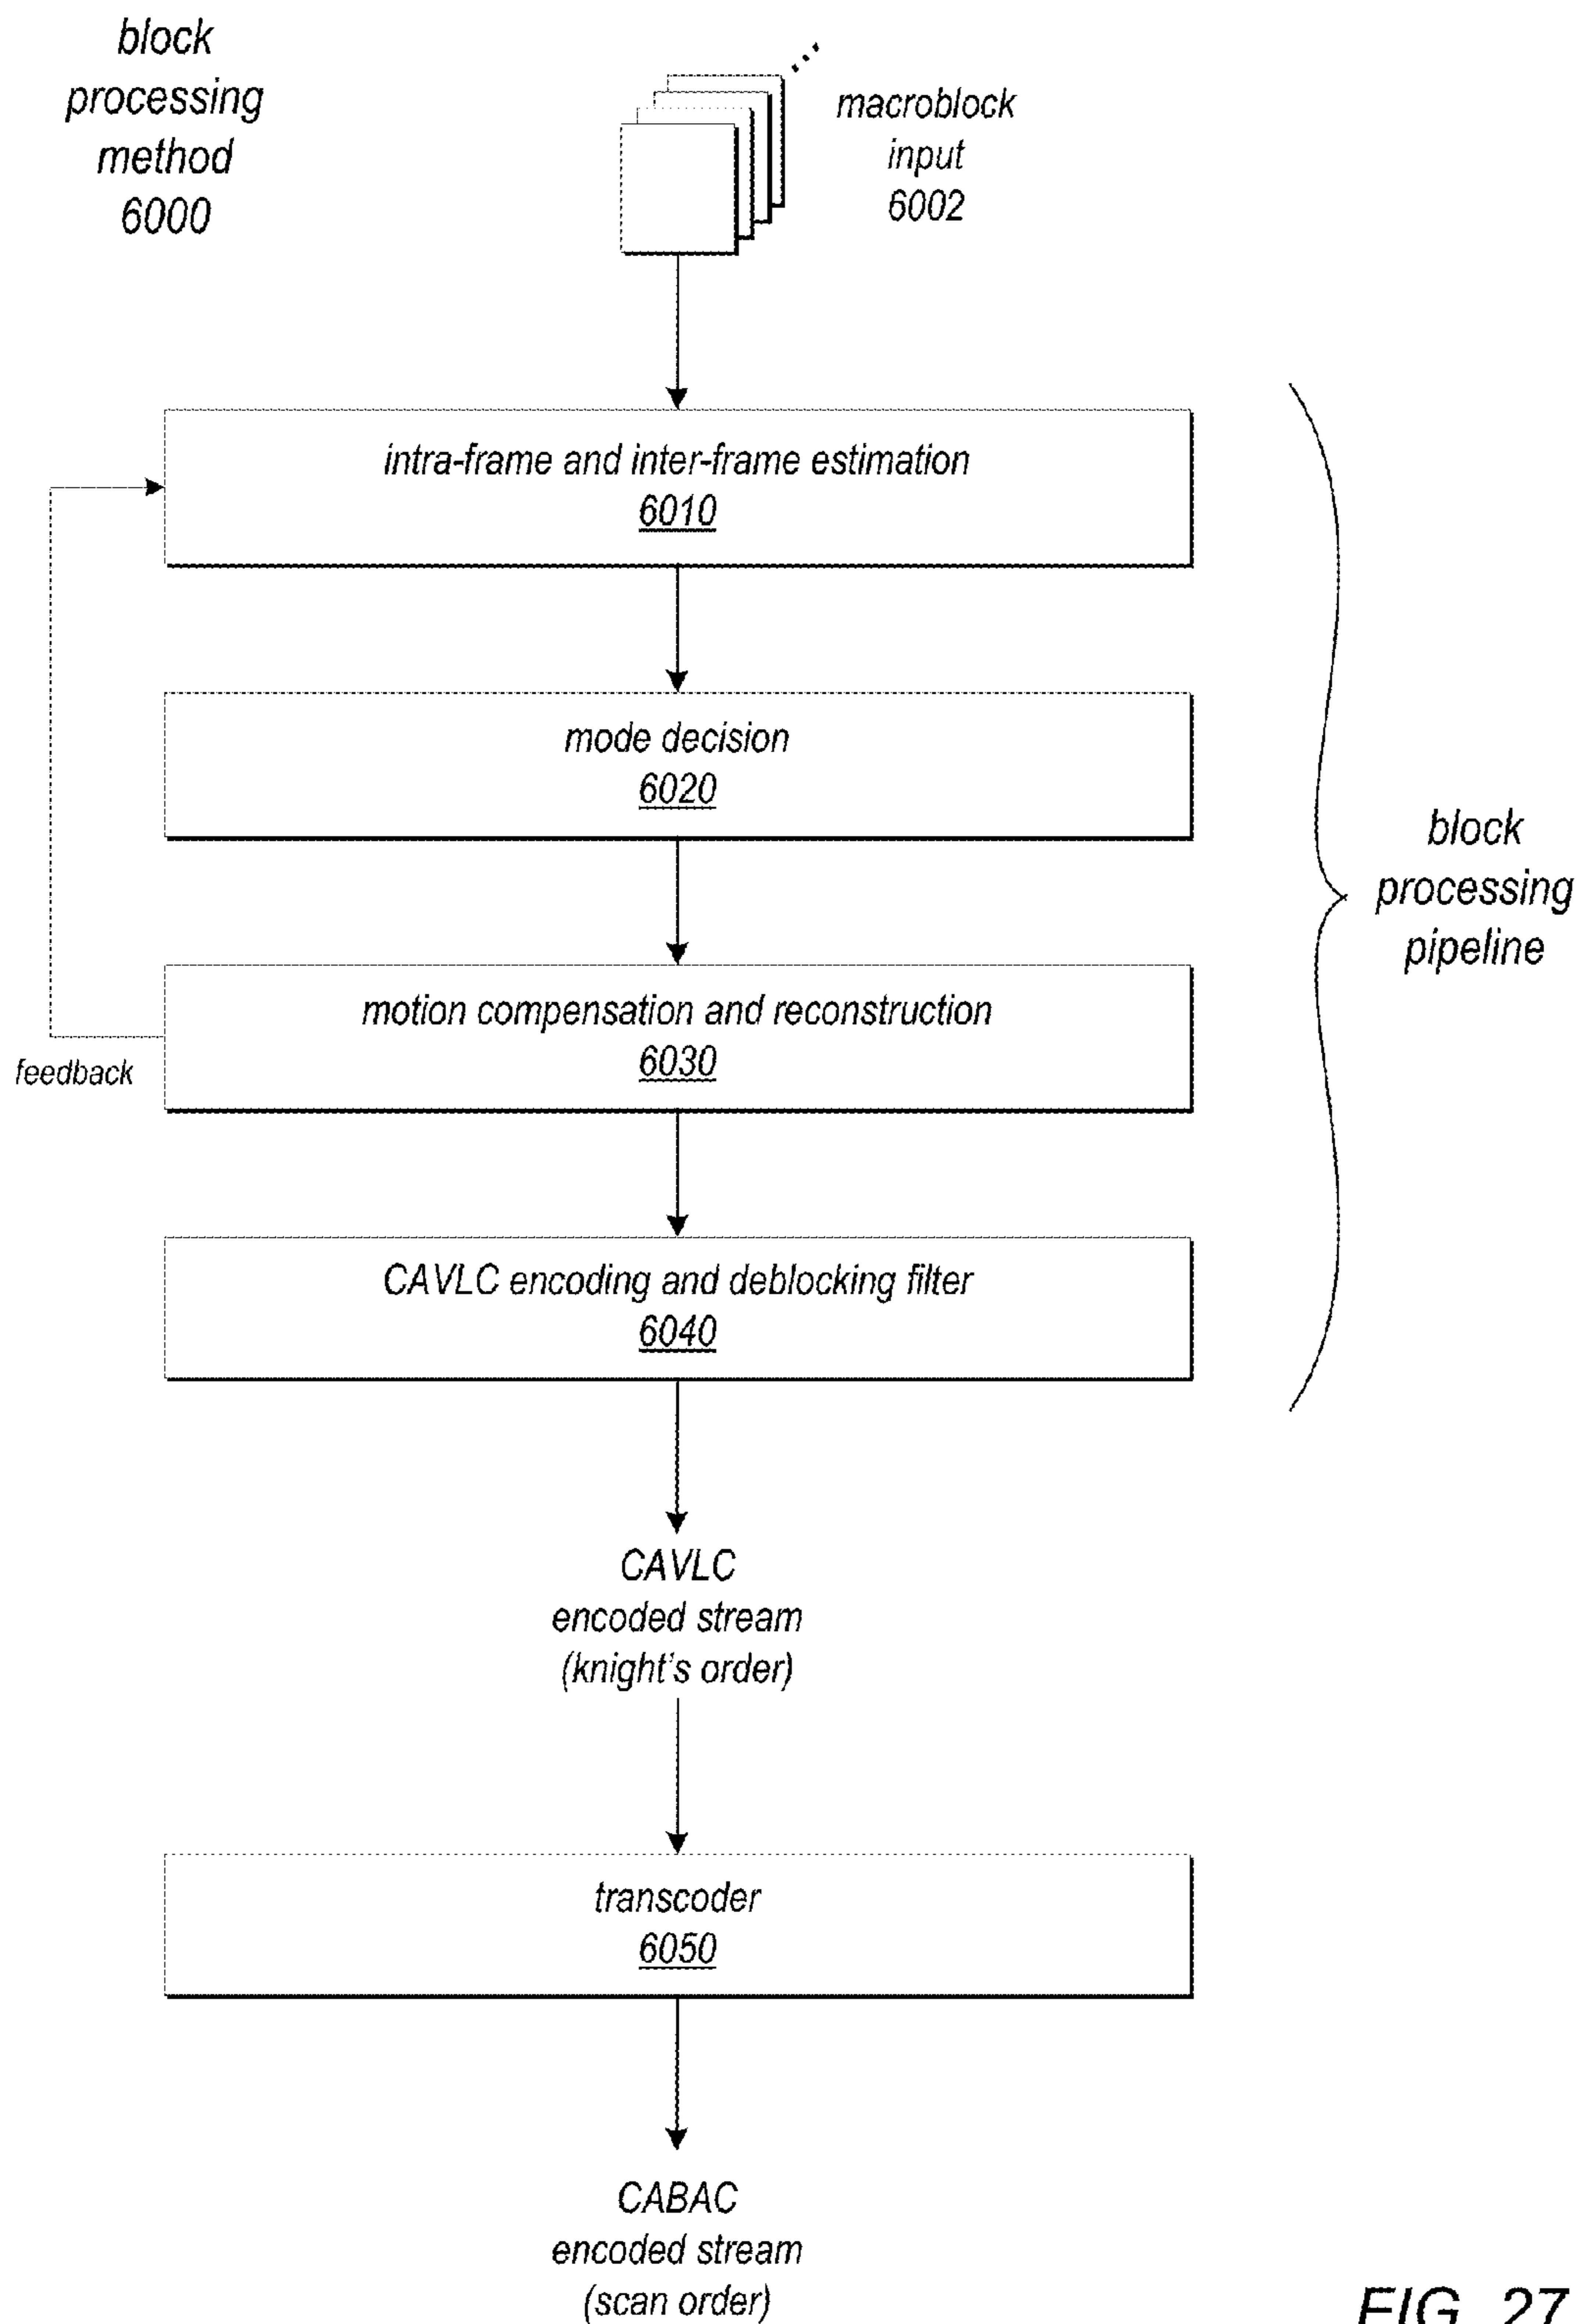 block
processing
method
6000
macroblock
input
6002
intra-frame and inter-frame estimation
6010
mode decision
6020
block
processing
pipeline
motion compensation and reconstruction
6030
feedback
CAVLC encoding and deblocking filter
6040
CAVLC
encoded stream
(knight's order)
transcoder
6050
CABAC
encoded stream
(scan order)
FIG. 27